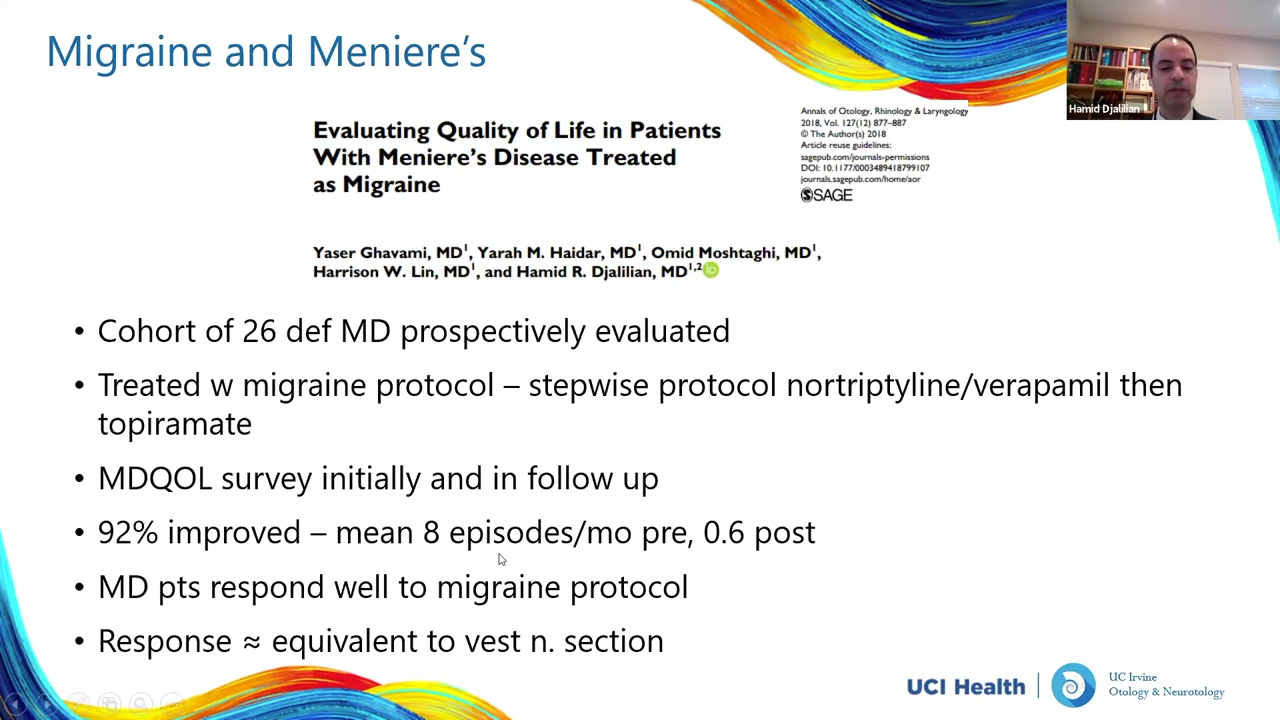 Migraine and Meniere's
Hamid Djalilian
Annals of Otology, Rhinology & Laryngology
2018, Vol. 127(12) 877–887
© The Author(s) 2018
Article reuse guidelines:
sagepub.com/journals-permissions
DOI: 10.1177/0003489418799107
journals.sagepub.com/home/aor
SAGE
Evaluating Quality of Life in Patients
With Meniere's Disease Treated
as Migraine
Yaser Ghavami, MD1, Yarah M. Haidar, MD1, Omid Moshtaghi, MD1,
Harrison W. Lin, MD1, and Hamid R. Djalilian, MD1,2 iD
• Cohort of 26 def MD prospectively evaluated
• Treated w migraine protocol – stepwise protocol nortriptyline/verapamil then
topiramate
• MDQOL survey initially and in follow up
• 92% improved – mean 8 episodes/mo pre, 0.6 post
• MD pts respond well to migraine protocol
• Response ≈ equivalent to vest n. section
UCI Health
UC Irvine
Otology & Neurotology